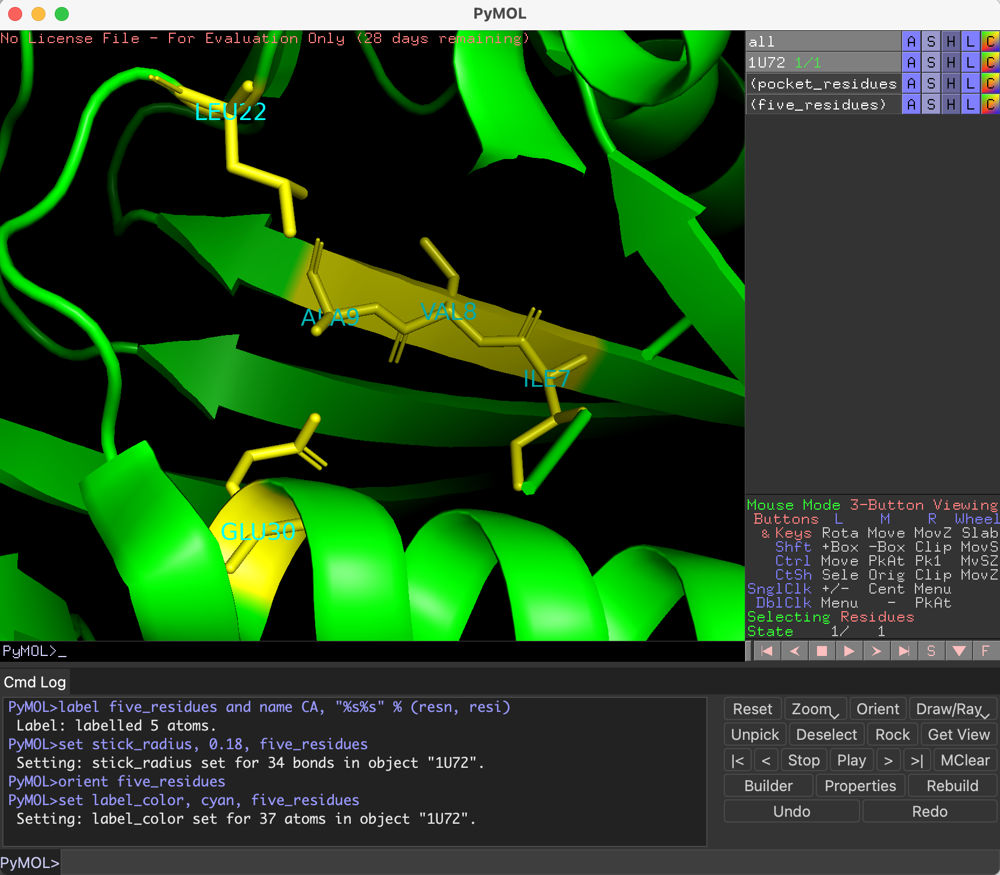 PyMOL
No License File - For Evaluation Only (28 days remaining)
all A S H L C
1U72 1/1 A S H L C
(pocket_residues A S H L C
(five_residues) A S H L C
LEU22
ALA9
VAL8
ILE7
GLU30
Mouse Mode 3-Button Viewing
Buttons L M R Wheel
& Keys Rota Move MovZ Slab
Shft +Box -Box Clip MovS
Ctrl Move PkAt Pk1 MvSZ
CtSh Sele Orig Clip MovZ
SnglClk +/- Cent Menu
DblClk Menu - PkAt
Selecting Residues
State 1/ 1
PyMOL>_
S F
Cmd Log
PyMOL>label five_residues and name CA, "%s%s" % (resn, resi)
Label: labelled 5 atoms.
PyMOL>set stick_radius, 0.18, five_residues
Setting: stick_radius set for 34 bonds in object "1U72".
PyMOL>orient five_residues
PyMOL>set label_color, cyan, five_residues
Setting: label_color set for 37 atoms in object "1U72".
Reset Zoom Orient Draw/Ray
Unpick Deselect Rock Get View
|< < Stop Play > >| MClear
Builder Properties Rebuild
Undo Redo
PyMOL>